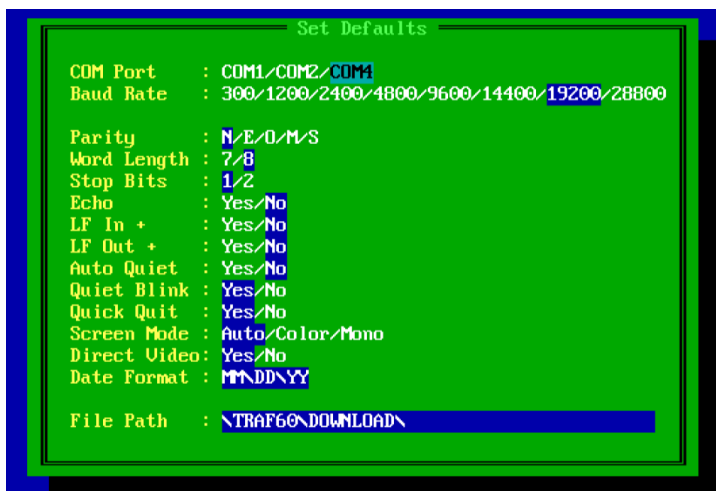 Set Defaults
COM Port : COM1/COM2/COM4
Baud Rate : 300/1200/2400/4800/9600/14400/19200/28800
Parity : N/E/O/M/S
Word Length : 7/8
Stop Bits : 1/2
Echo : Yes/No
LF In + : Yes/No
LF Out + : Yes/No
Auto Quiet : Yes/No
Quiet Blink : Yes/No
Quick Quit : Yes/No
Screen Mode : Auto/Color/Mono
Direct Video: Yes/No
Date Format : MM\DD\YY
File Path : \TRAF60\DOWNLOAD\